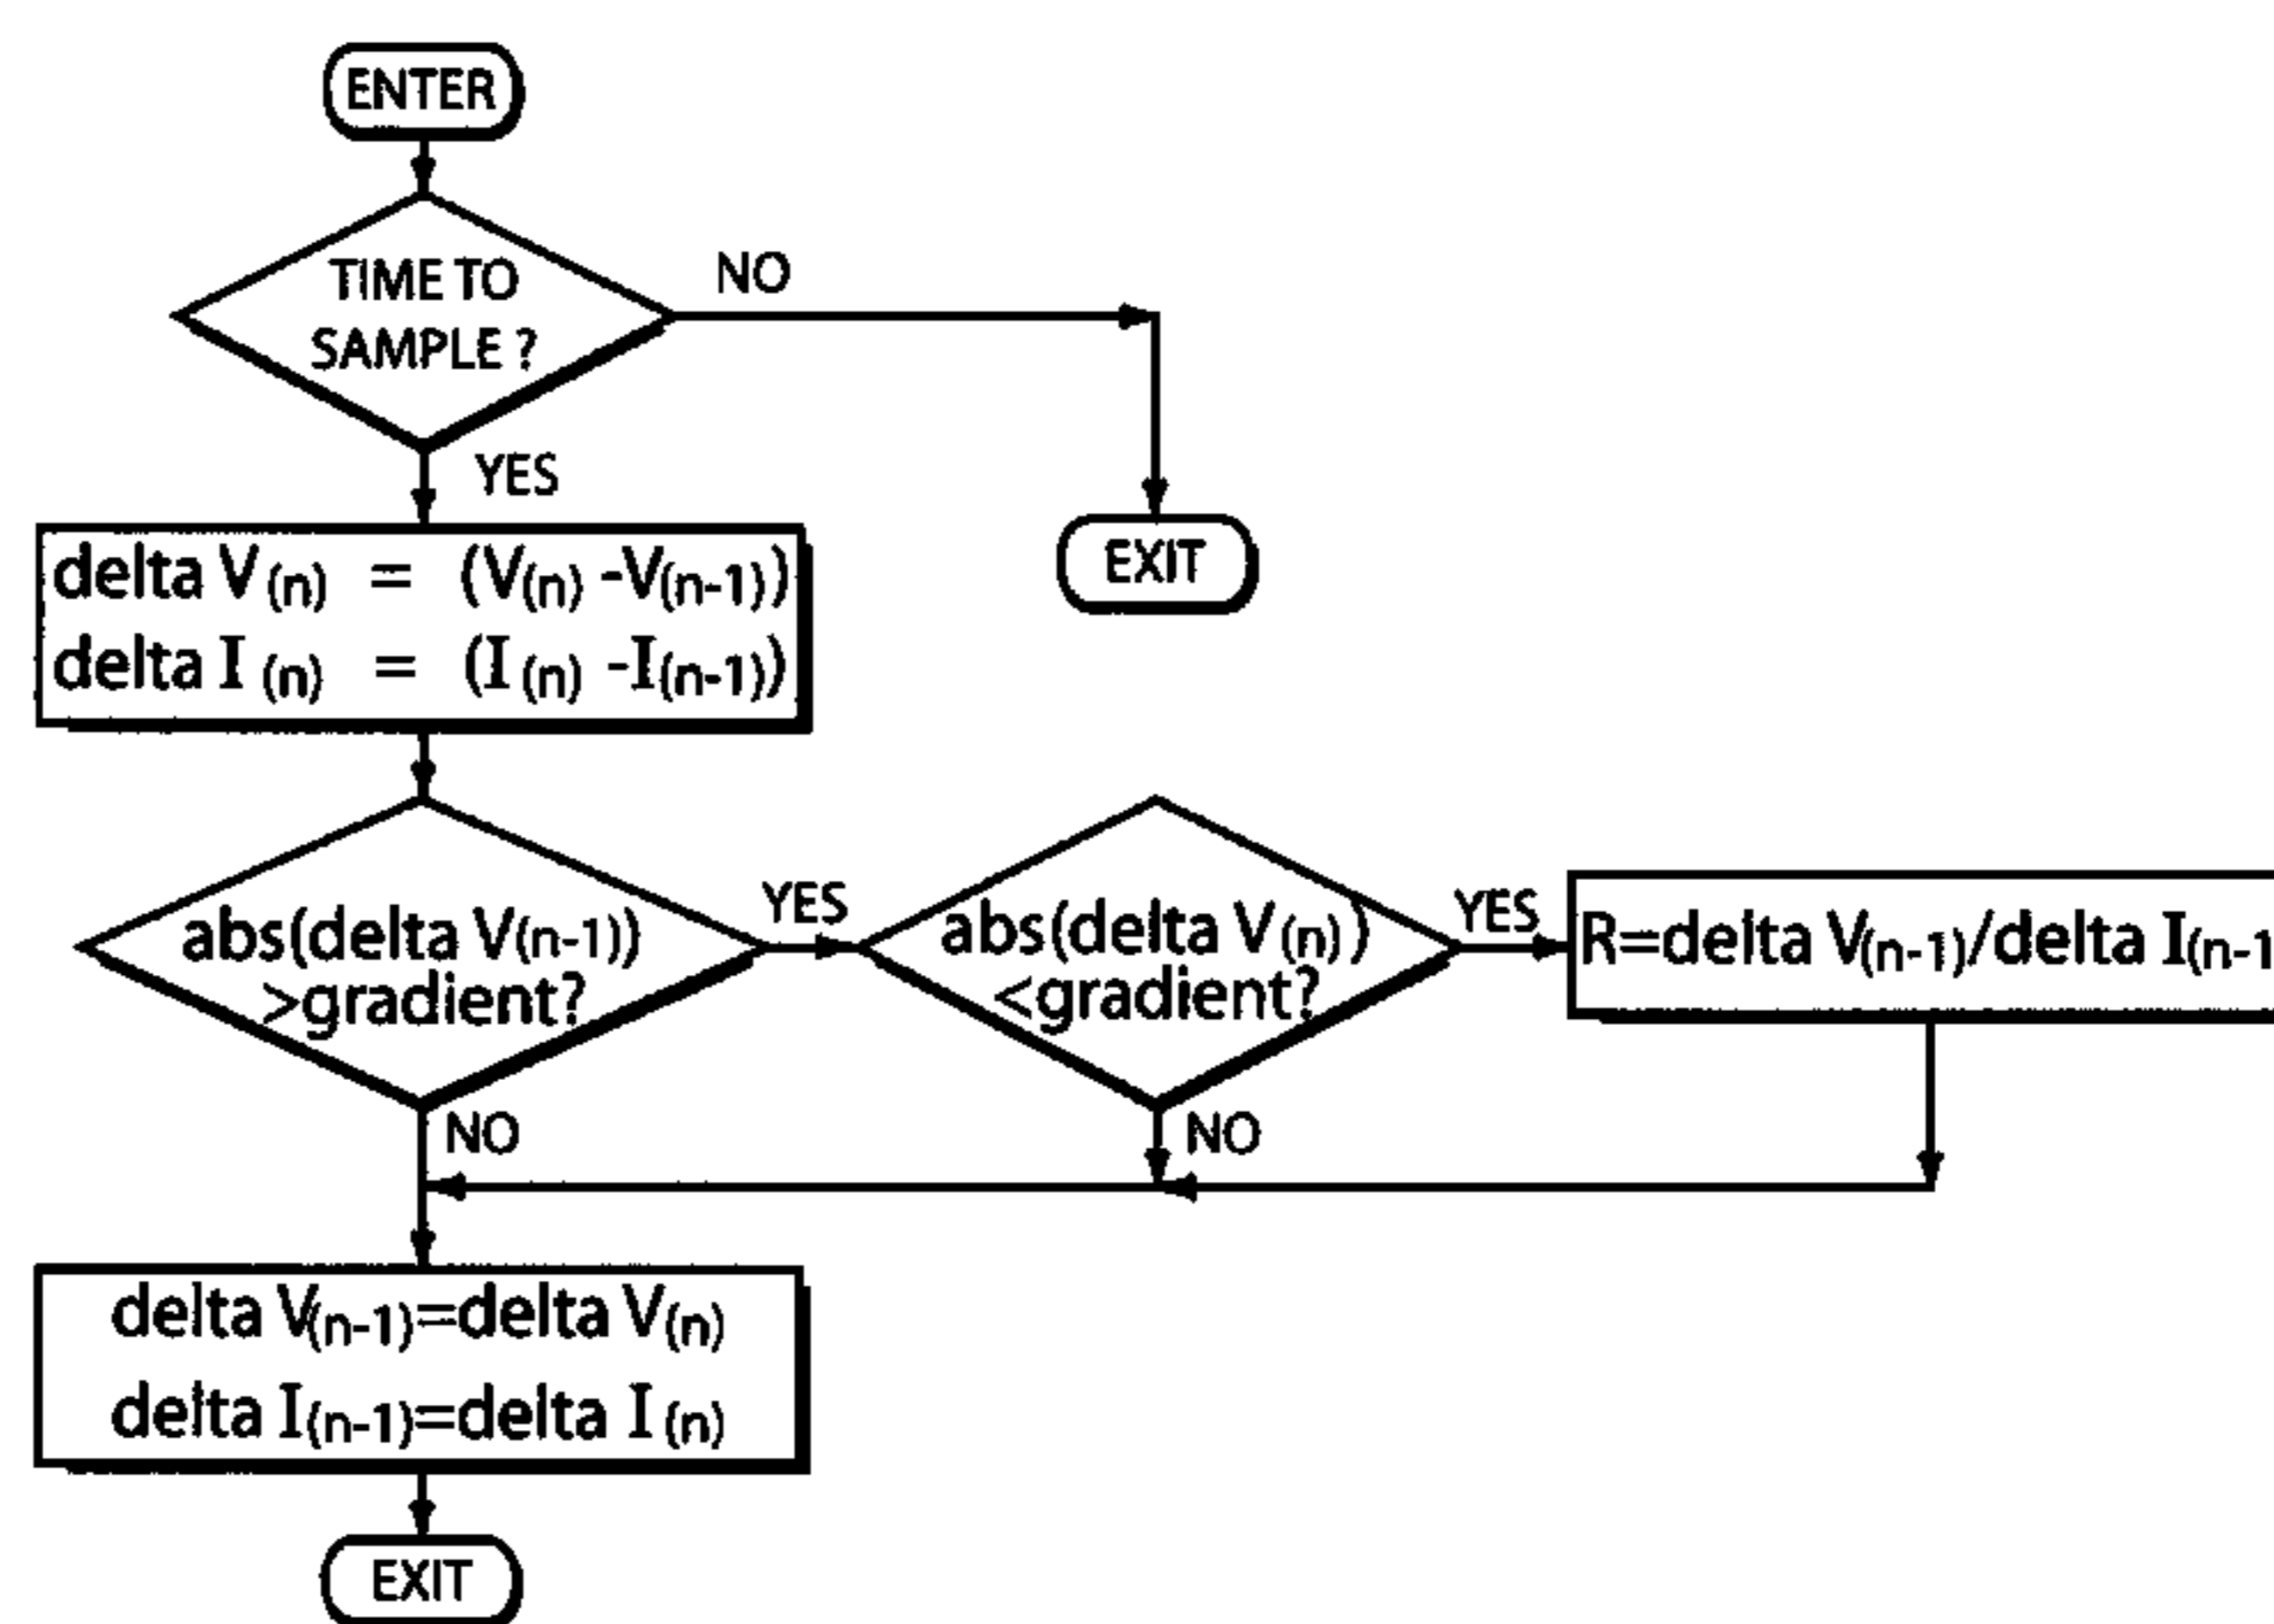 ENTER
TIME TO
SAMPLE ?
NO
YES
EXIT
delta V(n) = (V(n) -V(n-1))
delta I (n) = (I (n) -I(n-1))
abs(delta V(n-1))
>gradient?
YES
abs(delta V(n))
<gradient?
YES
R=delta V(n-1)/delta I(n-1
NO
NO
delta V(n-1)=delta V(n)
delta I(n-1)=delta I (n)
EXIT